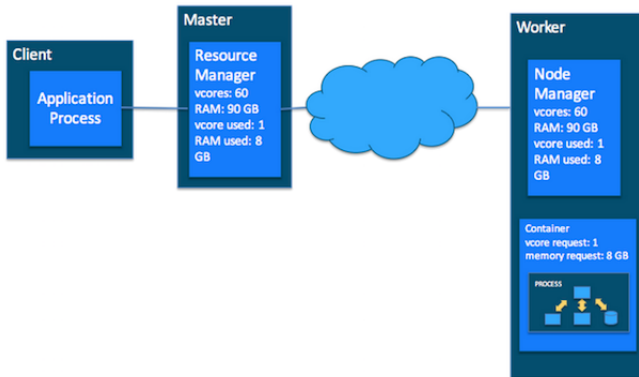 Client
Application
Process
Master
Resource
Manager
vcores: 60
RAM: 90 GB
vcore used: 1
RAM used: 8
GB
Worker
Node
Manager
vcores: 60
RAM: 90 GB
vcore used: 1
RAM used: 8
GB
Container
vcore request: 1
memory request: 8 GB
PROCESS